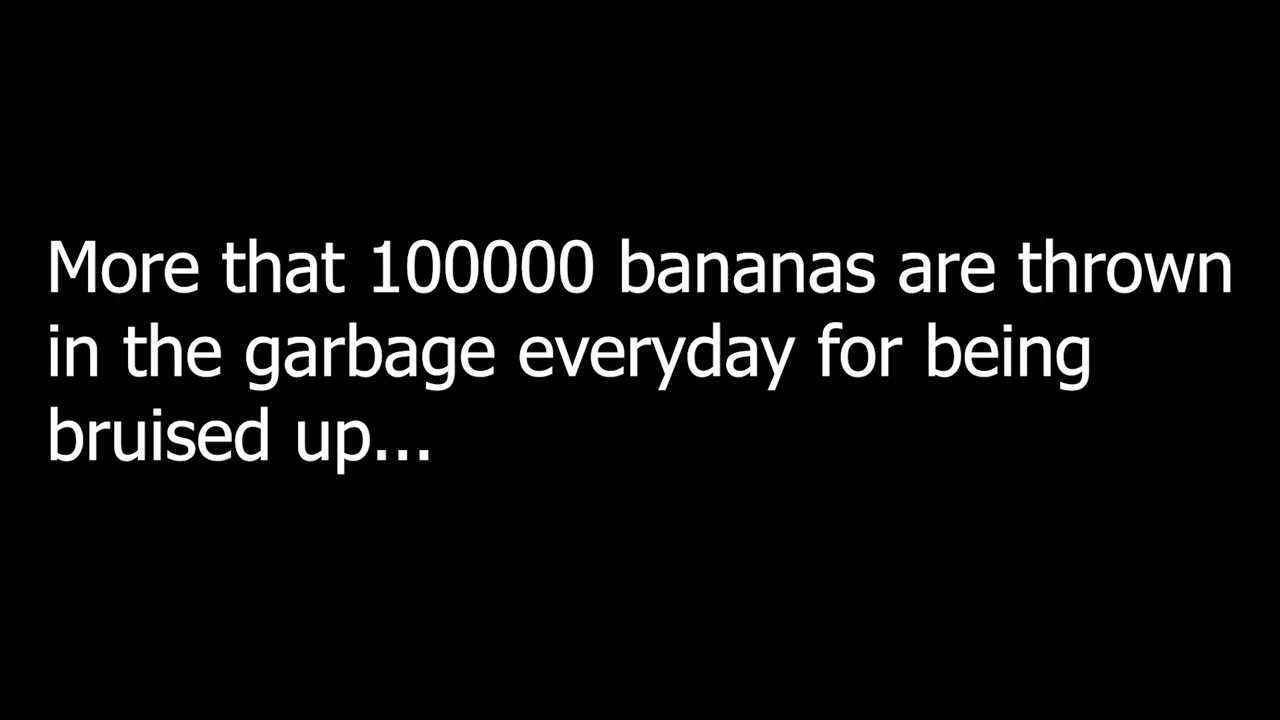 More that 100000 bananas are thrown
in the garbage everyday for being
bruised up...